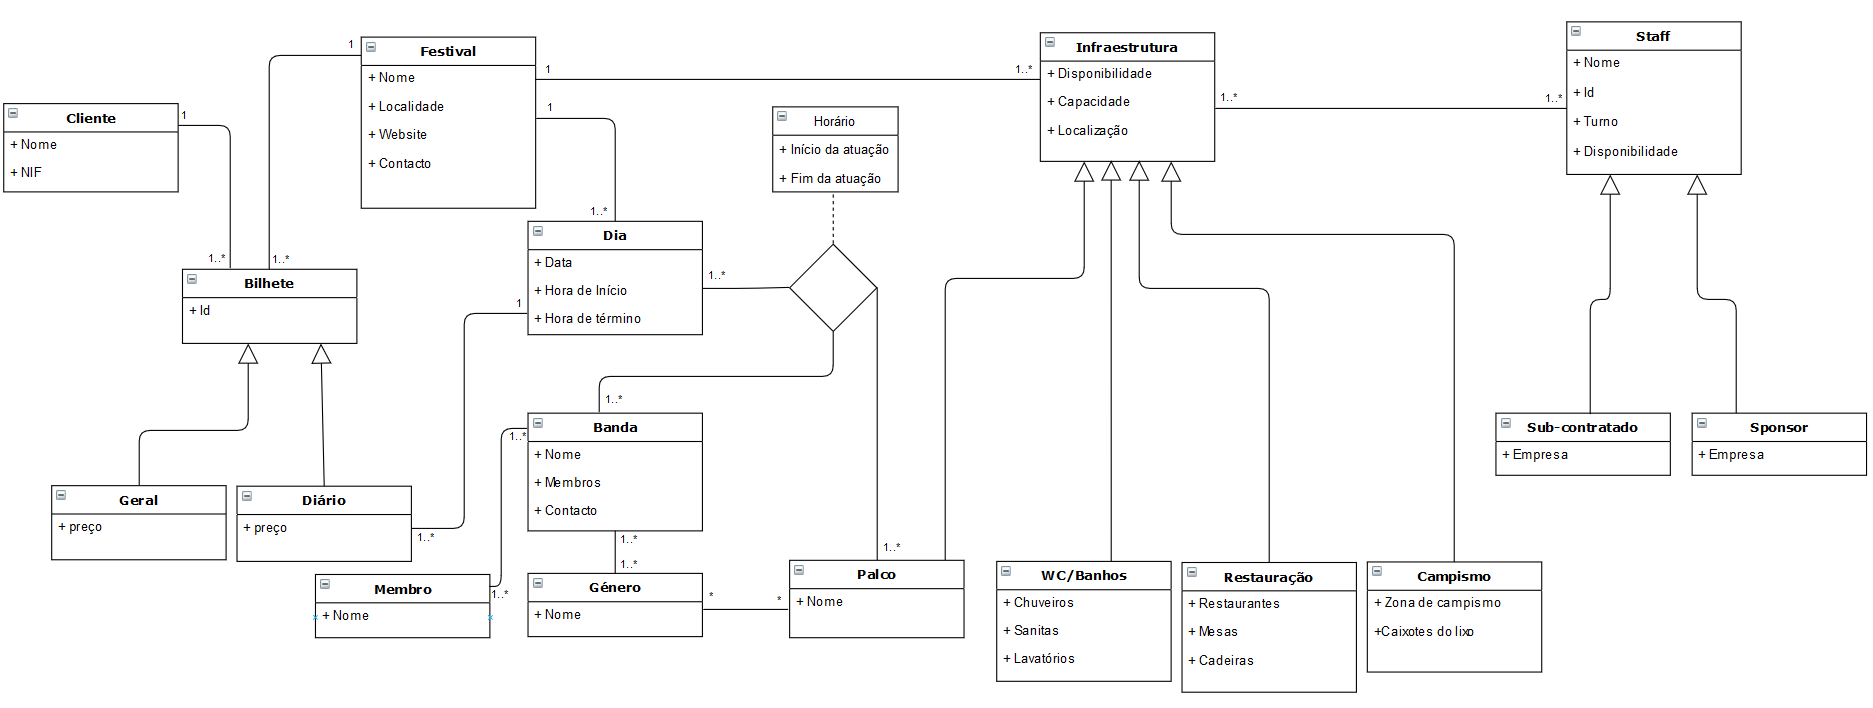 Festival
+ Nome
+ Localidade
+ Website
+ Contacto
1
1
1
1..*
Infraestrutura
+ Disponibilidade
+ Capacidade
+ Localização
1..*
1..*
Staff
+ Nome
+ Id
+ Turno
+ Disponibilidade
Cliente
+ Nome
+ NIF
1
1..*
1..*
Horário
+ Início da atuação
+ Fim da atuação
1..*
Dia
+ Data
+ Hora de Início
+ Hora de término
1..*
1
Bilhete
+ Id
1..*
1..*
Banda
+ Nome
+ Membros
+ Contacto
Sub-contratado
+ Empresa
Sponsor
+ Empresa
Geral
+ preço
Diário
+ preço
1..*
1..*
1..*
1..*
Membro
+ Nome
1..*
Género
+ Nome
*
*
Palco
+ Nome
WC/Banhos
+ Chuveiros
+ Sanitas
+ Lavatórios
Restauração
+ Restaurantes
+ Mesas
+ Cadeiras
Campismo
+ Zona de campismo
+Caixotes do lixo